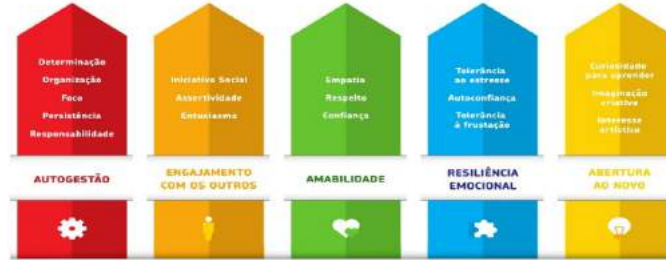 Determinação
Organização
Foco
Persistência
Responsabilidade
AUTOGESTÃO
Iniciativa Social
Assertividade
Entusiasmo
ENGAJAMENTO
COM OS OUTROS
Empatia
Respeito
Confiança
AMABILIDADE
Tolerância
ao estresse
Autoconfiança
Tolerância
à frustação
RESILIÊNCIA
EMOCIONAL
Curiosidade
para aprender
Imaginação
criativa
Interesse
artístico
ABERTURA
AO NOVO